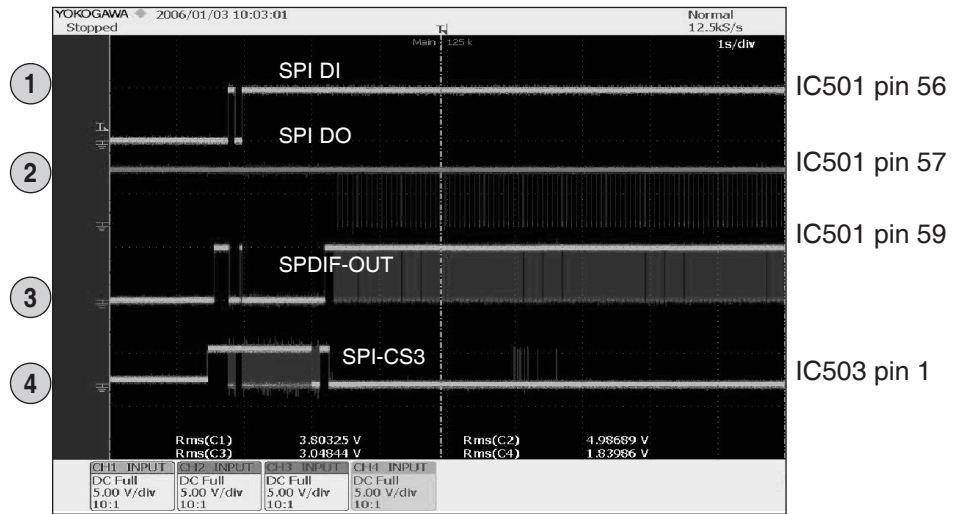 YOKOGAWA 2006/01/03 10:03:01 Normal
Stopped 12.5kS/s
Main 125 k
1s/div
1 SPI DI IC501 pin 56
SPI DO
2 IC501 pin 57
IC501 pin 59
SPDIF-OUT
3
SPI-CS3
4 IC503 pin 1
Rms(C1) 3.80325 V Rms(C2) 4.98689 V
Rms(C3) 3.04844 V Rms(C4) 1.83986 V
CH1 INPUT CH2 INPUT CH3 INPUT CH4 INPUT
DC Full DC Full DC Full DC Full
5.00 V/div 5.00 V/div 5.00 V/div 5.00 V/div
10:1 10:1 10:1 10:1